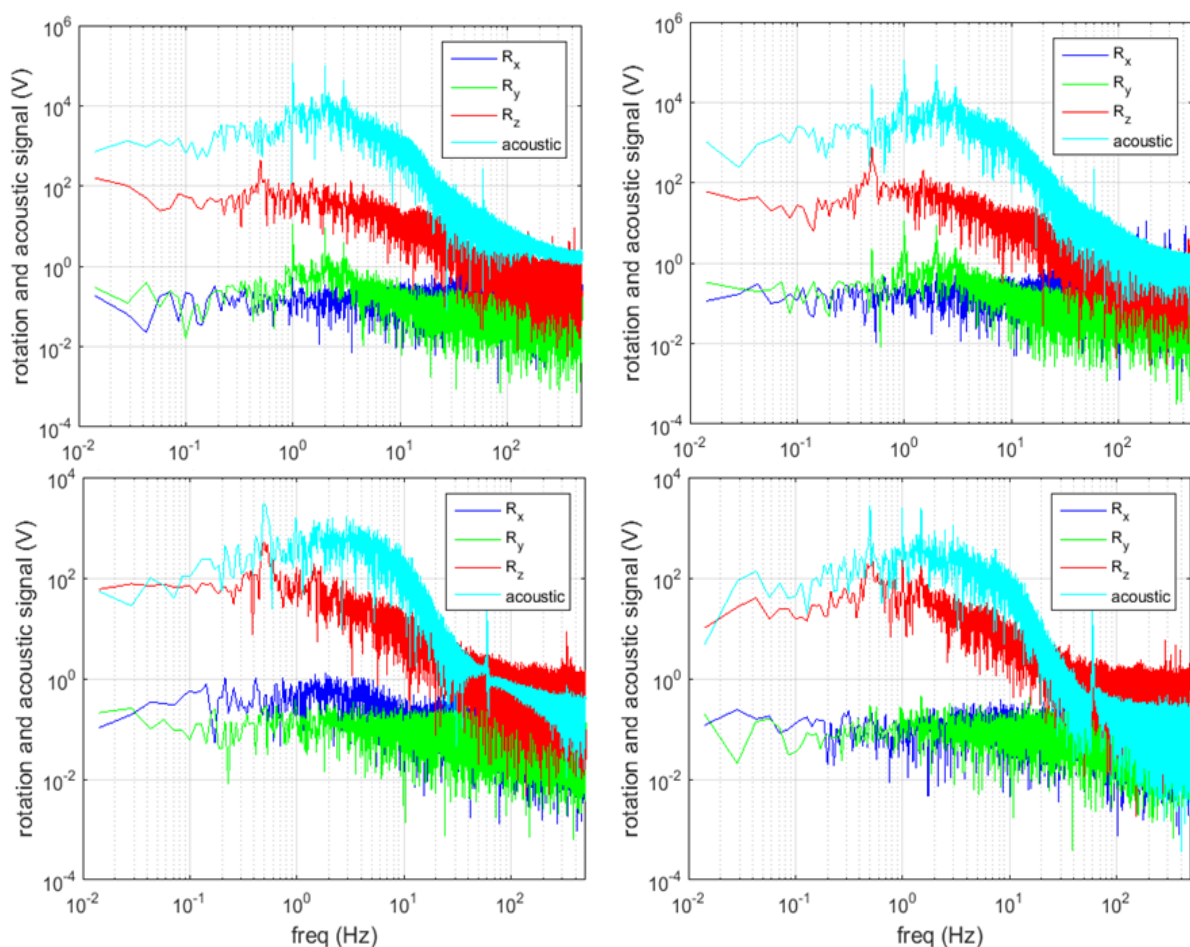 10^6
10^4
10^2
10^0
10^-2
10^-4
rotation and acoustic signal (V)
R_x
R_y
R_z
acoustic
10^-2 10^-1 10^0 10^1 10^2
10^6
10^4
10^2
10^0
10^-2
10^-4
rotation and acoustic signal (V)
R_x
R_y
R_z
acoustic
10^-2 10^-1 10^0 10^1 10^2
10^4
10^2
10^0
10^-2
10^-4
rotation and acoustic signal (V)
R_x
R_y
R_z
acoustic
10^-2 10^-1 10^0 10^1 10^2
freq (Hz)
10^4
10^2
10^0
10^-2
10^-4
rotation and acoustic signal (V)
R_x
R_y
R_z
acoustic
10^-2 10^-1 10^0 10^1 10^2
freq (Hz)